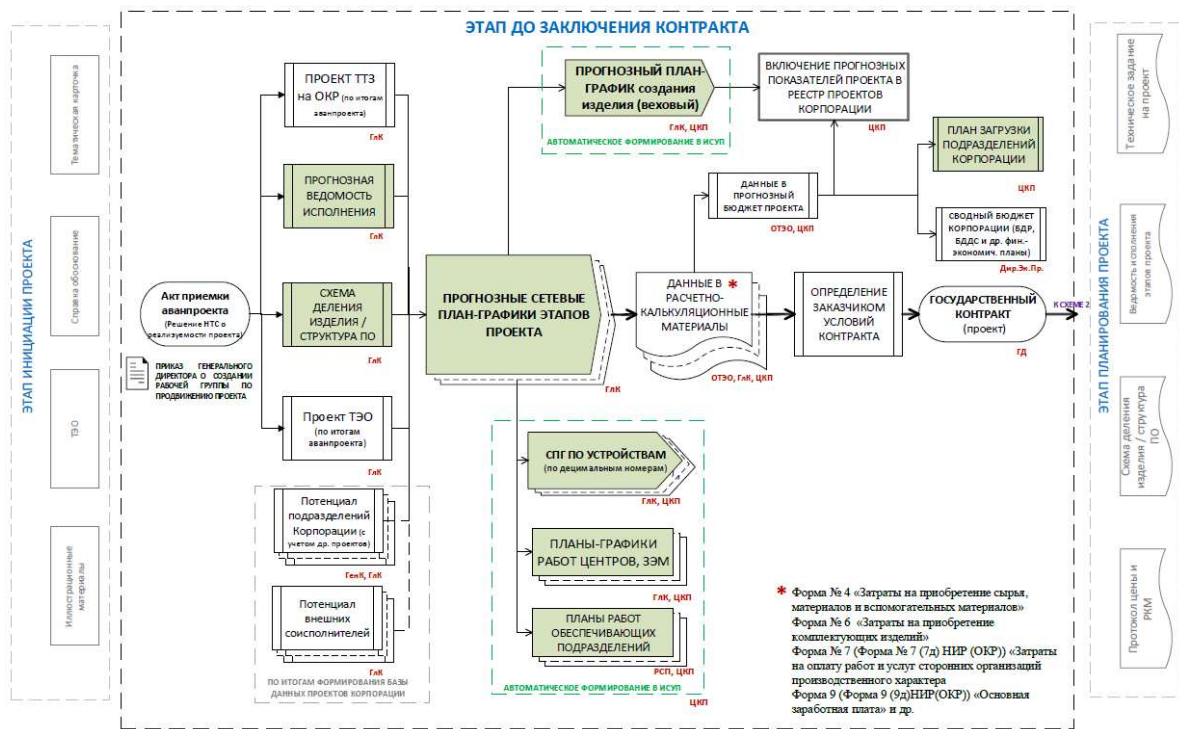 ЭТАП ИНИЦИАЦИИ ПРОЕКТА
Тематическая карточка
Справка обоснование
ТЭО
Иллюстрационные
материалы
ЭТАП ДО ЗАКЛЮЧЕНИЯ КОНТРАКТА
Акт приемки
аванпроекта
(Решение НТС о
реализуемости проекта)
ПРИКАЗ ГЕНЕРАЛЬНОГО
ДИРЕКТОРА О СОЗДАНИИ
РАБОЧЕЙ ГРУППЫ ПО
ПРОДВИЖЕНИЮ ПРОЕКТА
ПРОЕКТ ТТЗ
на ОКР (по итогам
аванпроекта)
ГлК
ПРОГНОЗНАЯ
ВЕДОМОСТЬ
ИСПОЛНЕНИЯ
ГлК
СХЕМА
ДЕЛЕНИЯ
ИЗДЕЛИЯ /
СТРУКТУРА ПО
ГлК
Проект ТЭО
(по итогам
аванпроекта)
ГлК
Потенциал
подразделений
Корпорации (с
учетом др. проектов)
ГенК, ГлК
Потенциал
внешних
соисполнителей
ГлК
ПО ИТОГАМ ФОРМИРОВАНИЯ БАЗЫ
ДАННЫХ ПРОЕКТОВ КОРПОРАЦИИ
ПРОГНОЗНЫЕ СЕТЕВЫЕ
ПЛАН-ГРАФИКИ ЭТАПОВ
ПРОЕКТА
ГлК
ПРОГНОЗНЫЙ ПЛАН-
ГРАФИК создания
изделия (веховый)
ГлК, ЦКП
АВТОМАТИЧЕСКОЕ ФОРМИРОВАНИЕ В ИСУП
ВКЛЮЧЕНИЕ ПРОГНОЗНЫХ
ПОКАЗАТЕЛЕЙ ПРОЕКТА В
РЕЕСТР ПРОЕКТОВ
КОРПОРАЦИИ
ЦКП
ДАННЫЕ В
ПРОГНОЗНЫЙ
БЮДЖЕТ ПРОЕКТА
ОТЭО, ЦКП
ПЛАН ЗАГРУЗКИ
ПОДРАЗДЕЛЕНИЙ
КОРПОРАЦИИ
ЦКП
СВОДНЫЙ БЮДЖЕТ
КОРПОРАЦИИ (БДР,
БДДС и др. фин.-
экономич. планы)
Дир.Эк.Пр.
ДАННЫЕ В *
РАСЧЕТНО-
КАЛЬКУЛЯЦИОННЫЕ
МАТЕРИАЛЫ
ОТЭО, ГлК, ЦКП
ОПРЕДЕЛЕНИЕ
ЗАКАЗЧИКОМ
УСЛОВИЙ
КОНТРАКТА
ГОСУДАРСТВЕННЫЙ
КОНТРАКТ
(проект)
ГД
К СХЕМЕ 2
СПГ ПО УСТРОЙСТВАМ
(по децимальным номерам)
ГлК, ЦКП
ПЛАНЫ-ГРАФИКИ
РАБОТ ЦЕНТРОВ, ЗЭМ
ГлК, ЦКП
ПЛАНЫ РАБОТ
ОБЕСПЕЧИВАЮЩИХ
ПОДРАЗДЕЛЕНИЙ
РСП, ЦКП
АВТОМАТИЧЕСКОЕ ФОРМИРОВАНИЕ В ИСУП
ЦКП
* Форма № 4 «Затраты на приобретение сырья,
материалов и вспомогательных материалов»
Форма № 6 «Затраты на приобретение
комплектующих изделий»
Форма № 7 (Форма № 7 (7д) НИР (ОКР)) «Затраты
на оплату работ и услуг сторонних организаций
производственного характера
Форма 9 (Форма 9 (9д)НИР(ОКР)) «Основная
заработная плата» и др.
ЭТАП ПЛАНИРОВАНИЯ ПРОЕКТА
Техническое задание
на проект
Ведомость исполнения
этапов проекта
Схема деления
изделия / структура
ПО
Протокол цены и
РКМ